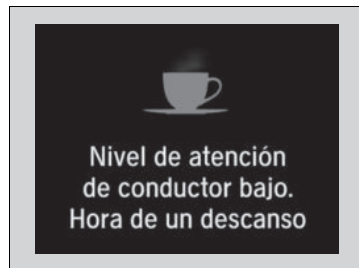 Nivel de atención
de conductor bajo.
Hora de un descanso